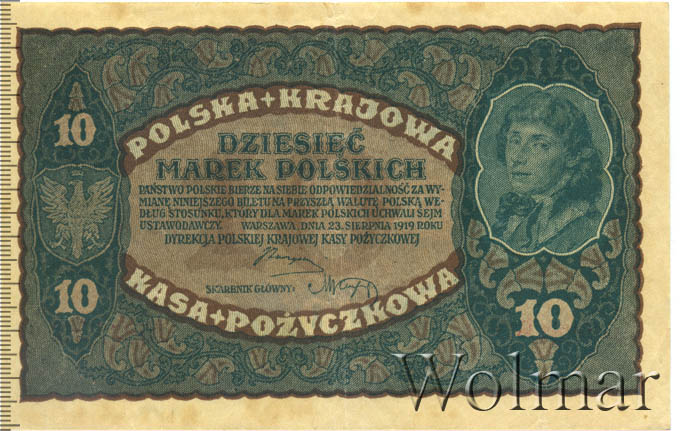 POLSKA+KRAJOWA
10
DZIESIĘĆ
MAREK POLSKICH
PAŃSTWO POLSKIE BIERZE NA SIEBIE ODPOWIEDZIALNOŚĆ ZA WY-
MIANĘ NINIEJSZEGO BILETU NA PRZYSZŁĄ WALUTĘ POLSKĄ WE-
DŁUG STOSUNKU, KTÓRY DLA MAREK POLSKICH UCHWALI SEJM
USTAWODAWCZY. WARSZAWA, DNIA 23. SIERPNIA 1919 ROKU
DYREKCJA POLSKIEJ KRAJOWEJ KASY POŻYCZKOWEJ
SKARBNIK GŁÓWNY:
10
KASA+POŻYCZKOWA
10
Wolmar